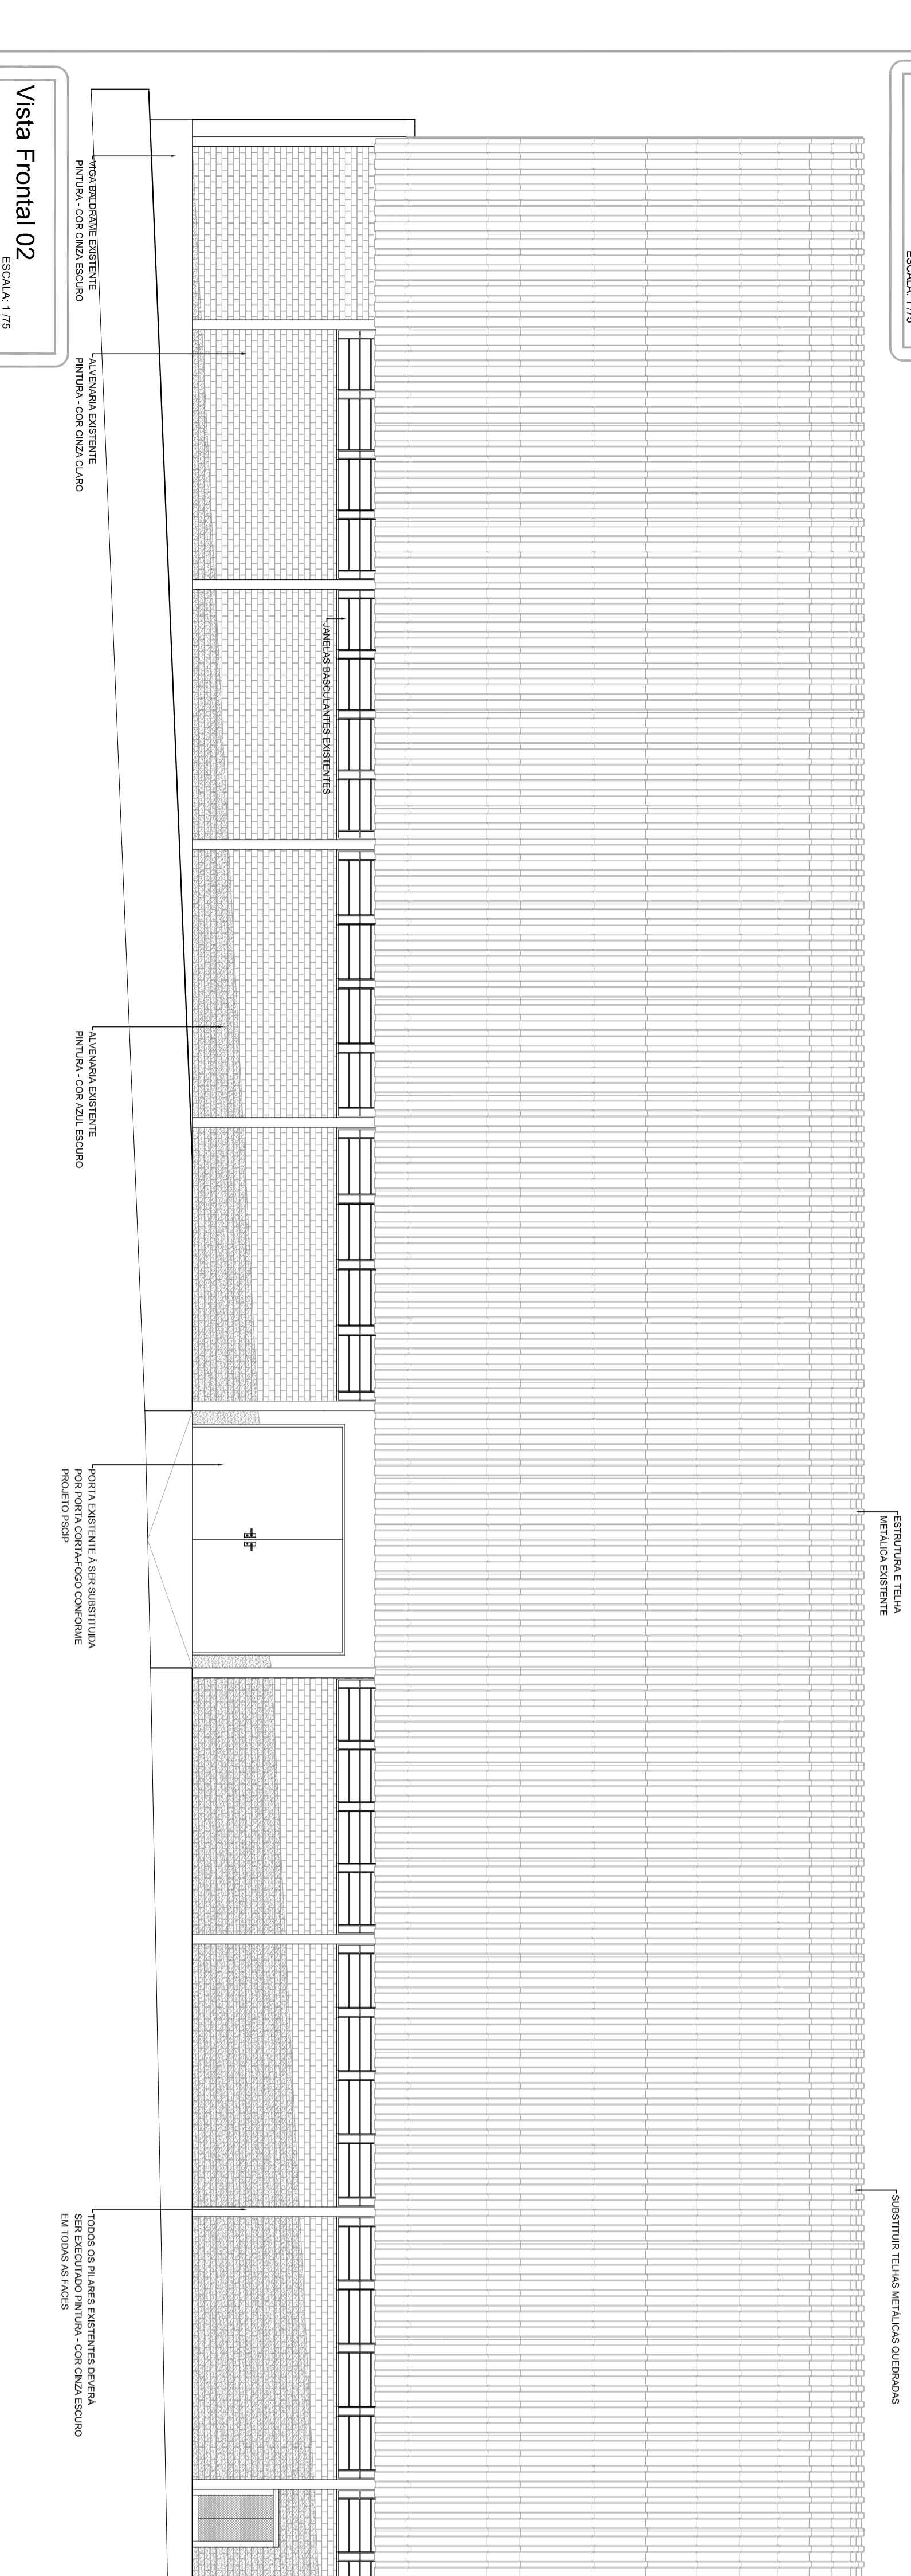 ESTRUTURA E TELHA
METÁLICA EXISTENTE
SUBSTITUIR TELHAS METÁLICAS QUEDRADAS
JANELAS BASCULANTES EXISTENTES
VIGA BALDRAME EXISTENTE
PINTURA - COR CINZA ESCURO
ALVENARIA EXISTENTE
PINTURA - COR CINZA CLARO
ALVENARIA EXISTENTE
PINTURA - COR AZUL ESCURO
PORTA EXISTENTE Á SER SUBSTITUIDA
POR PORTA CORTA-FOGO CONFORME
PROJETO PSCIP
TODOS OS PILARES EXISTENTES DEVERÁ
SER EXECUTADO PINTURA - COR CINZA ESCURO
EM TODAS AS FACES
Vista Frontal 02
ESCALA: 1 /75